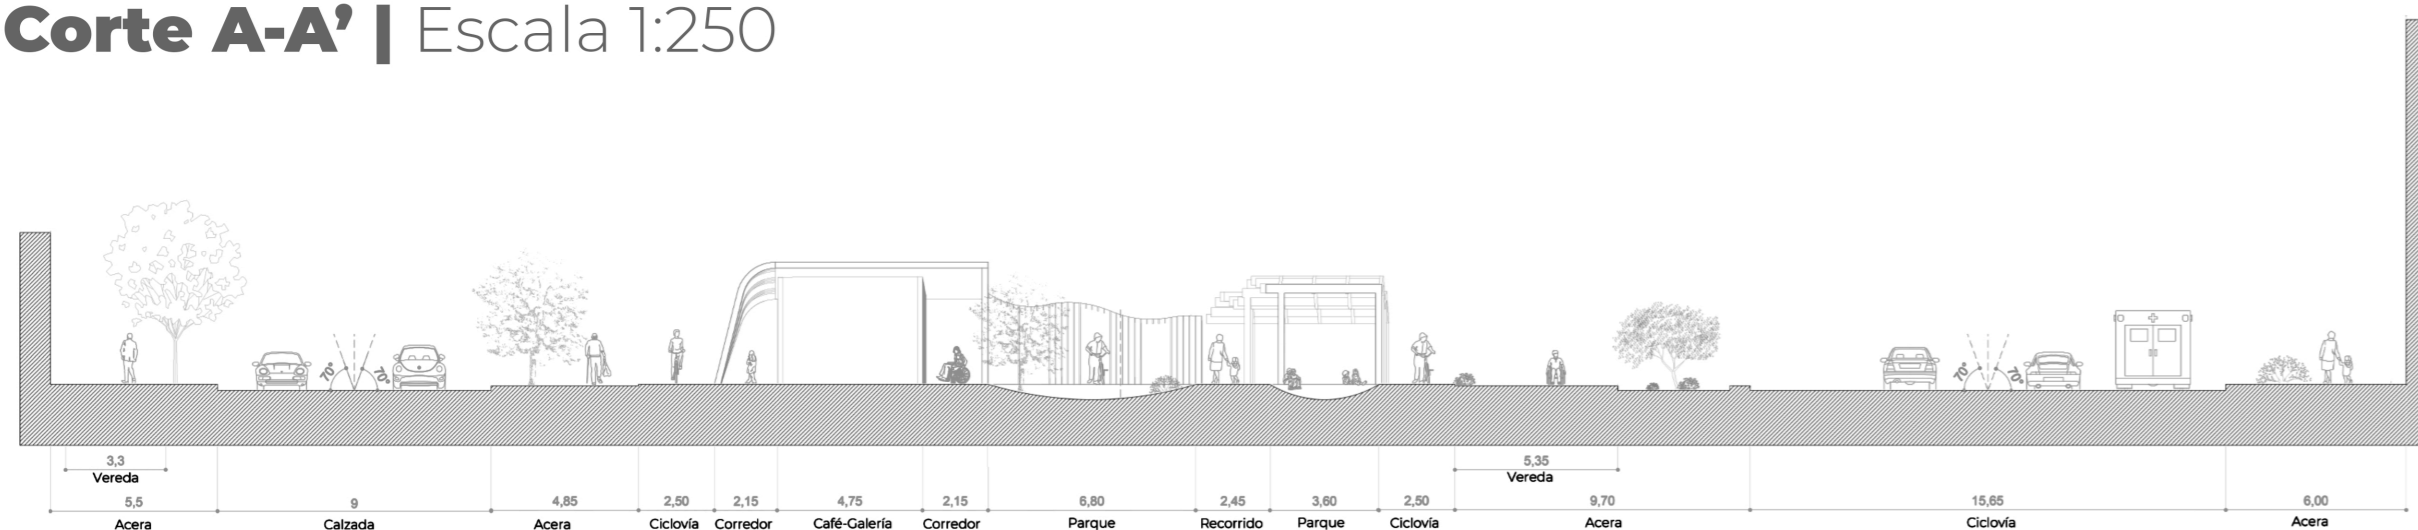 Corte A-A’ | Escala 1:250
70° 70°
70° 70°
3,3
Vereda
5,35
Vereda
5,5 9 4,85 2,50 2,15 4,75 2,15 6,80 2,45 3,60 2,50 9,70 15,65 6,00
Acera Calzada Acera Ciclovía Corredor Café-Galería Corredor Parque Recorrido Parque Ciclovía Acera Ciclovía Acera